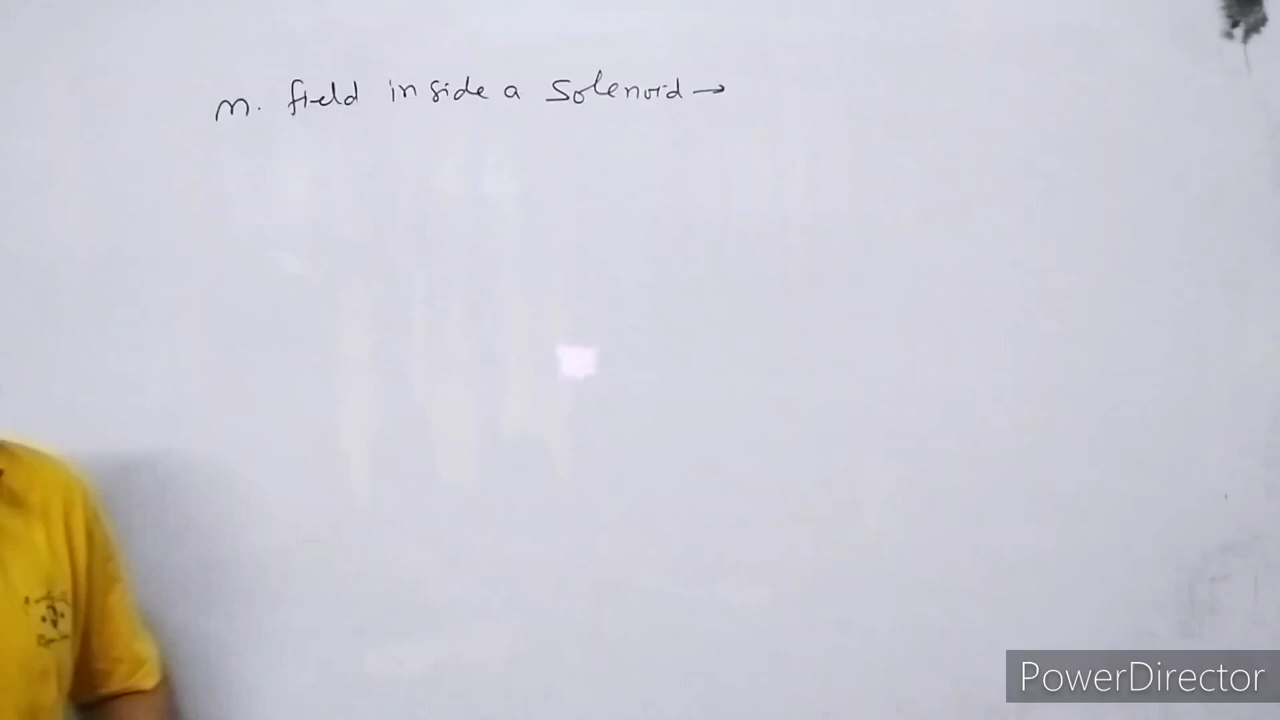 m. field inside a Solenoid →
PowerDirector